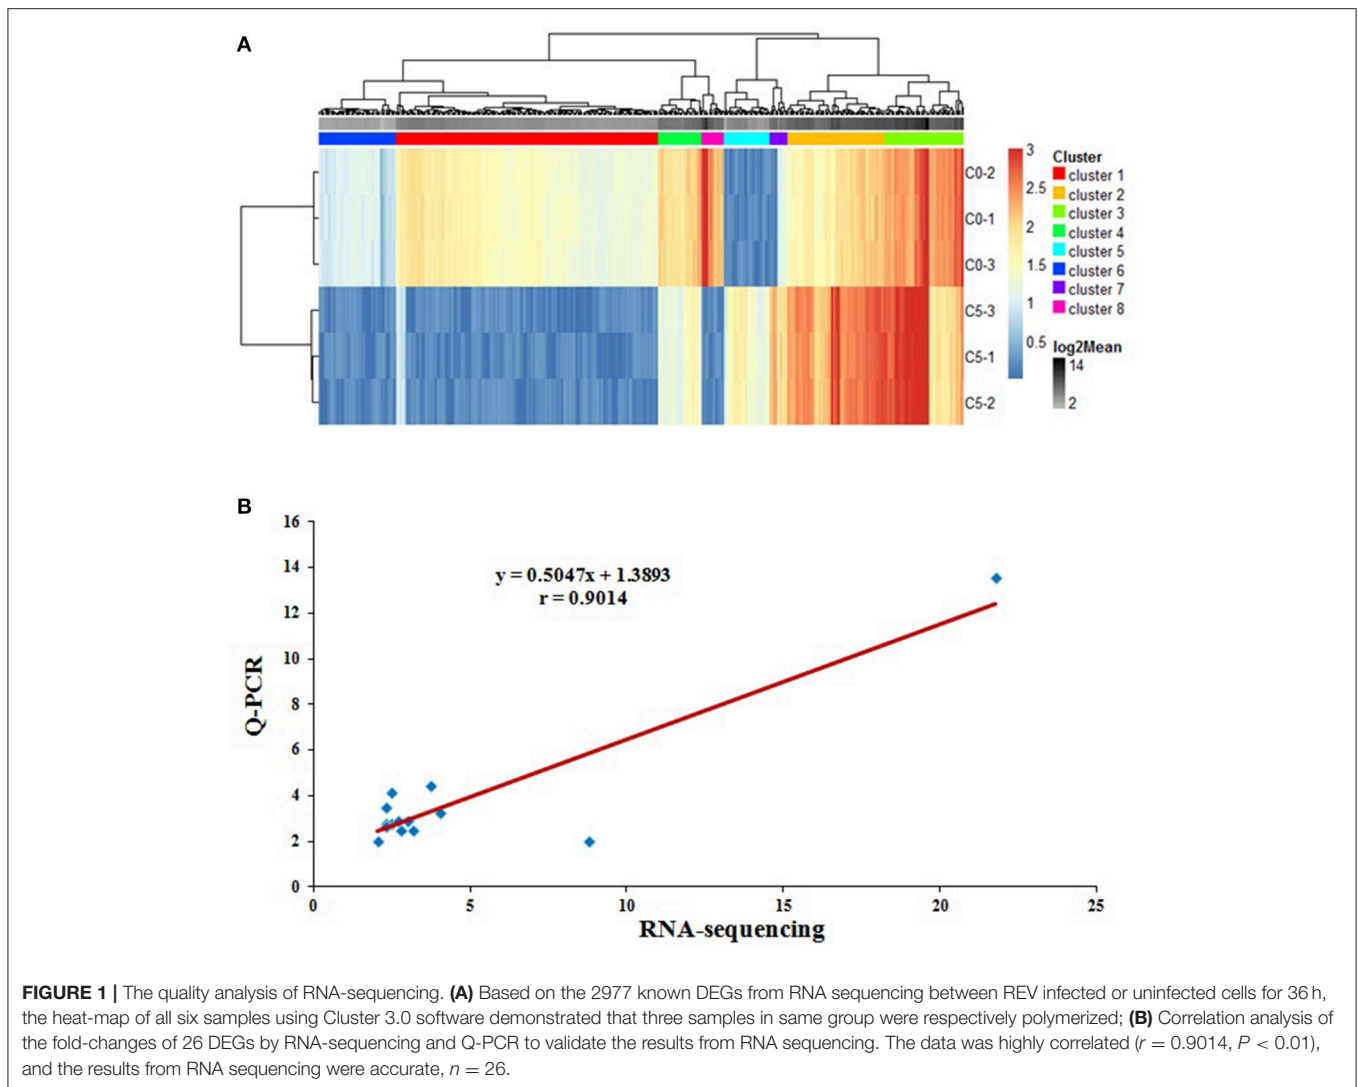 A
C0-2
C0-1
C0-3
C5-3
C5-1
C5-2
3
2.5
2
1.5
1
0.5
Cluster
cluster 1
cluster 2
cluster 3
cluster 4
cluster 5
cluster 6
cluster 7
cluster 8
log2Mean
14
2
B
16
14
12
10
8
6
4
2
0
Q-PCR
y = 0.5047x + 1.3893
r = 0.9014
0 5 10 15 20 25
RNA-sequencing
FIGURE 1 | The quality analysis of RNA-sequencing. (A) Based on the 2977 known DEGs from RNA sequencing between REV infected or uninfected cells for 36 h,
the heat-map of all six samples using Cluster 3.0 software demonstrated that three samples in same group were respectively polymerized; (B) Correlation analysis of
the fold-changes of 26 DEGs by RNA-sequencing and Q-PCR to validate the results from RNA sequencing. The data was highly correlated (r = 0.9014, P < 0.01),
and the results from RNA sequencing were accurate, n = 26.